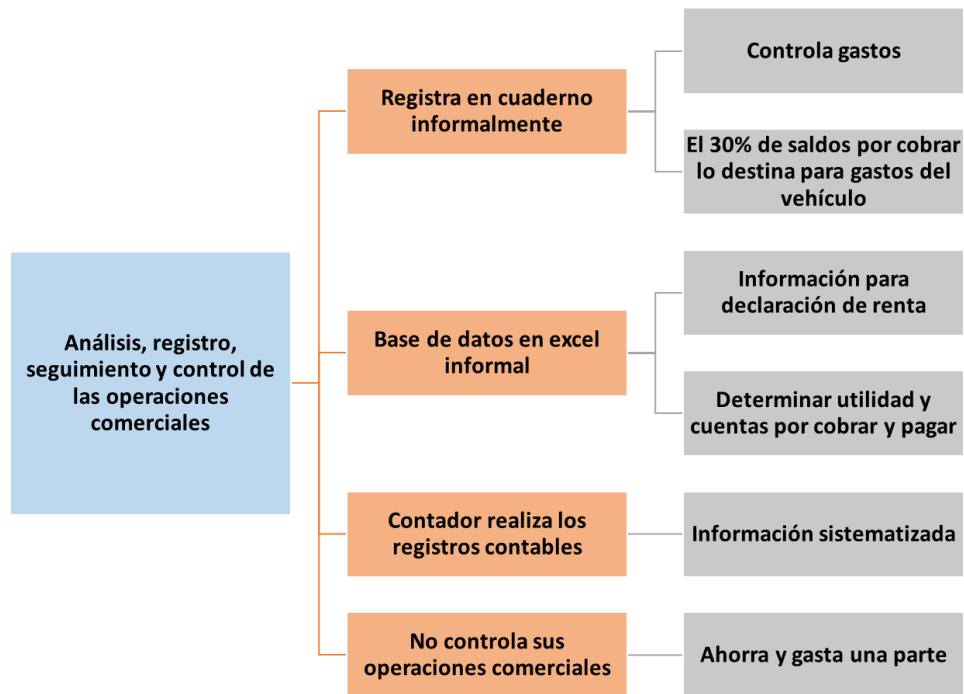 Análisis, registro,
seguimiento y control de
las operaciones
comerciales
Registra en cuaderno
informalmente
Controla gastos
El 30% de saldos por cobrar
lo destina para gastos del
vehículo
Base de datos en excel
informal
Información para
declaración de renta
Determinar utilidad y
cuentas por cobrar y pagar
Contador realiza los
registros contables
Información sistematizada
No controla sus
operaciones comerciales
Ahorra y gasta una parte